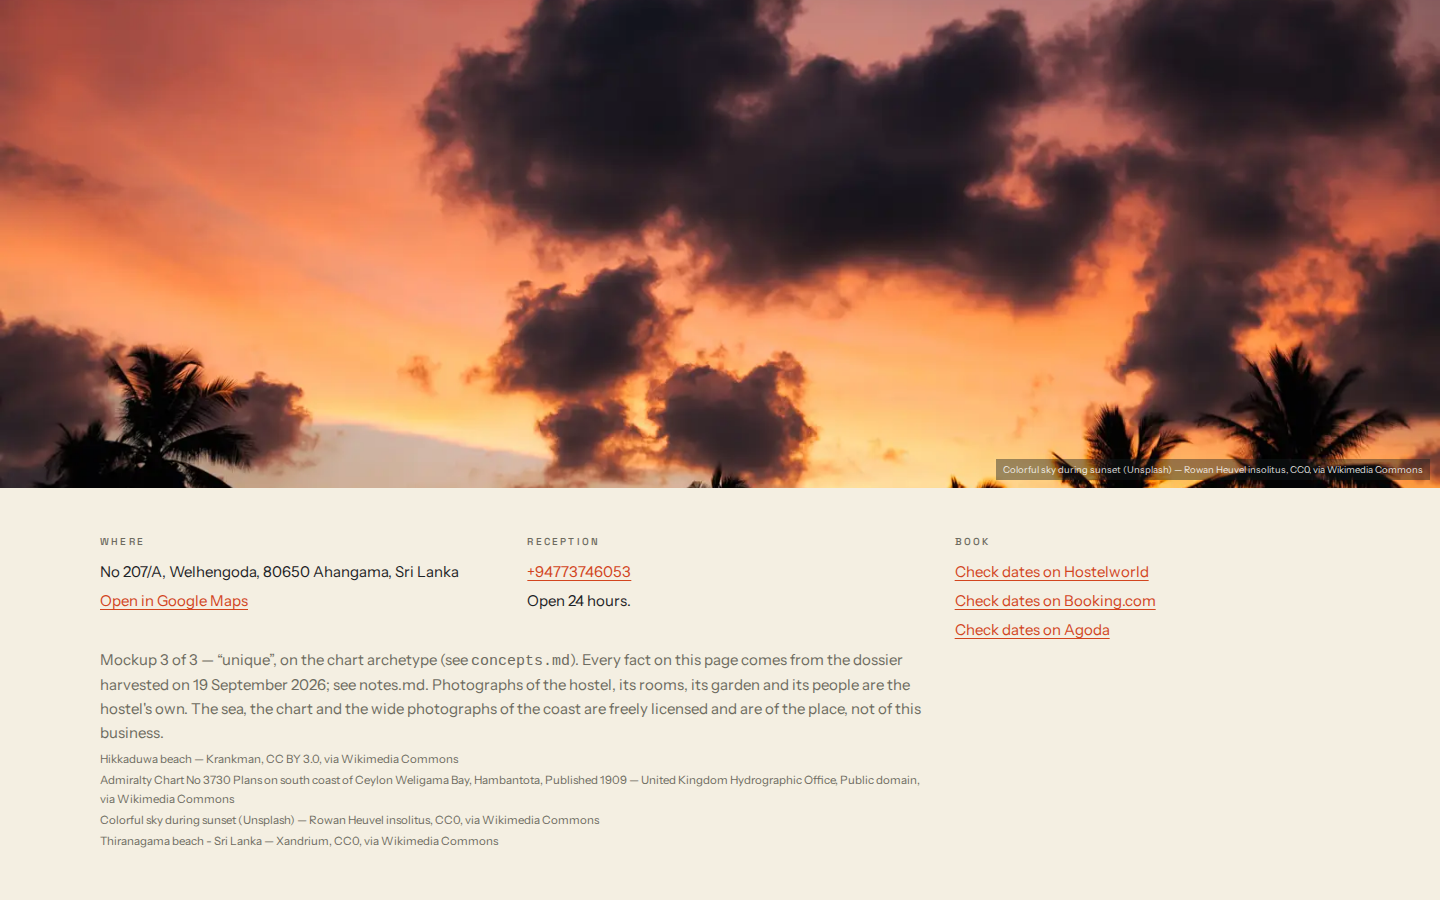 Colorful sky during sunset (Unsplash) — Rowan Heuvel insolitus, CC0, via Wikimedia Commons
WHERE
No 207/A, Welhengoda, 80650 Ahangama, Sri Lanka
Open in Google Maps
RECEPTION
+94773746053
Open 24 hours.
BOOK
Check dates on Hostelworld
Check dates on Booking.com
Check dates on Agoda
Mockup 3 of 3 — “unique”, on the chart archetype (see concepts.md). Every fact on this page comes from the dossier
harvested on 19 September 2026; see notes.md. Photographs of the hostel, its rooms, its garden and its people are the
hostel's own. The sea, the chart and the wide photographs of the coast are freely licensed and are of the place, not of this
business.
Hikkaduwa beach — Krankman, CC BY 3.0, via Wikimedia Commons
Admiralty Chart No 3730 Plans on south coast of Ceylon Weligama Bay, Hambantota, Published 1909 — United Kingdom Hydrographic Office, Public domain,
via Wikimedia Commons
Colorful sky during sunset (Unsplash) — Rowan Heuvel insolitus, CC0, via Wikimedia Commons
Thiranagama beach - Sri Lanka — Xandrium, CC0, via Wikimedia Commons